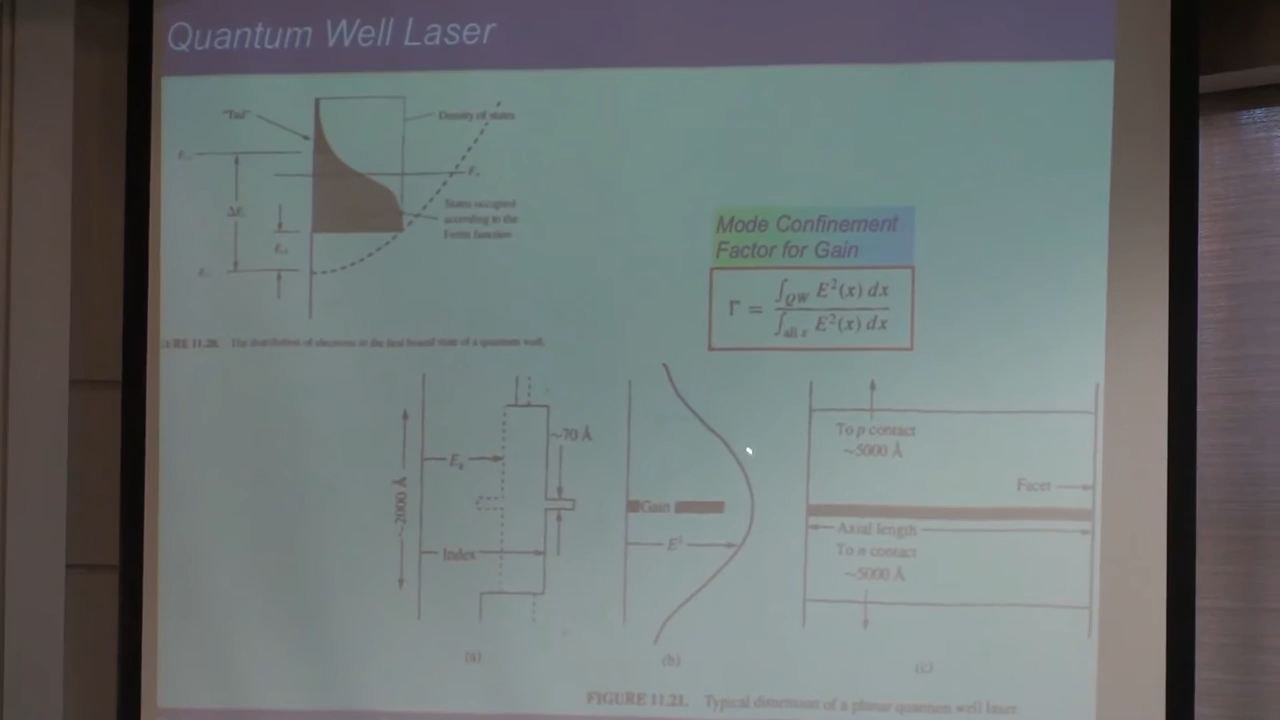 Quantum Well Laser
"Tail"
Density of states
ΔE
States occupied
according to the
Fermi function
Mode Confinement
Factor for Gain
Γ = ∫QW E²(x) dx / ∫all x E²(x) dx
URE 11.20. The distribution of electrons in the first bound state of a quantum well.
~70 Å
Eg
~2000 Å
Index
(a)
Gain
E²
(b)
To p contact
~5000 Å
Facet
Axial length
To n contact
~5000 Å
(c)
FIGURE 11.21. Typical dimension of a planar quantum well laser